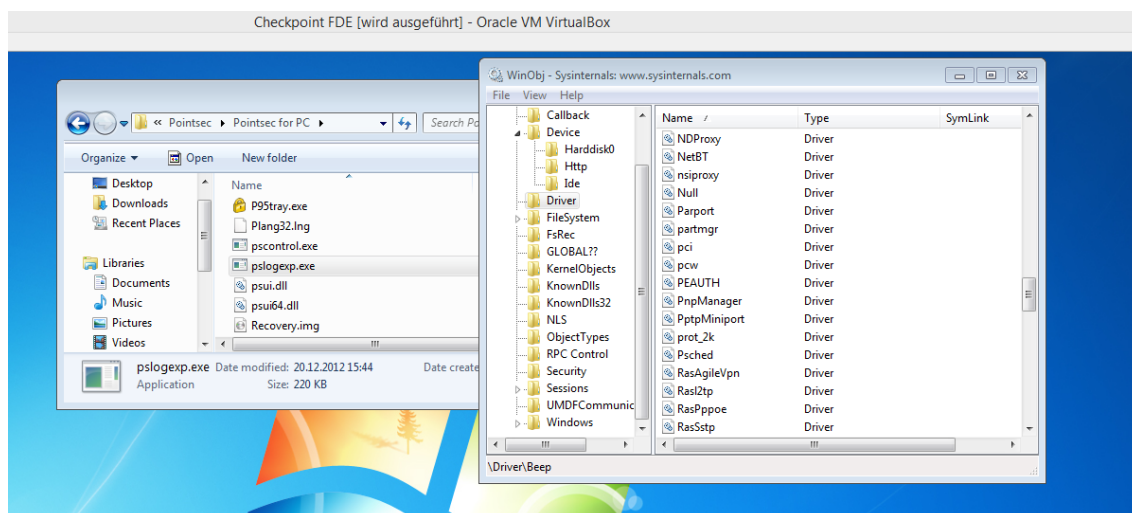 Checkpoint FDE [wird ausgeführt] - Oracle VM VirtualBox
« Pointsec ▸ Pointsec for PC ▸
Search Po
Organize
Open
New folder
Desktop
Downloads
Recent Places
Libraries
Documents
Music
Pictures
Videos
Name
P95tray.exe
Plang32.lng
pscontrol.exe
pslogexp.exe
psui.dll
psui64.dll
Recovery.img
pslogexp.exe Date modified: 20.12.2012 15:44 Date create
Application Size: 220 KB
WinObj - Sysinternals: www.sysinternals.com
File View Help
Callback
Device
Harddisk0
Http
Ide
Driver
FileSystem
FsRec
GLOBAL??
KernelObjects
KnownDlls
KnownDlls32
NLS
ObjectTypes
RPC Control
Security
Sessions
UMDFCommunic
Windows
Name / Type SymLink
NDProxy Driver
NetBT Driver
nsiproxy Driver
Null Driver
Parport Driver
partmgr Driver
pci Driver
pcw Driver
PEAUTH Driver
PnpManager Driver
PptpMiniport Driver
prot_2k Driver
Psched Driver
RasAgileVpn Driver
Rasl2tp Driver
RasPppoe Driver
RasSstp Driver
\Driver\Beep